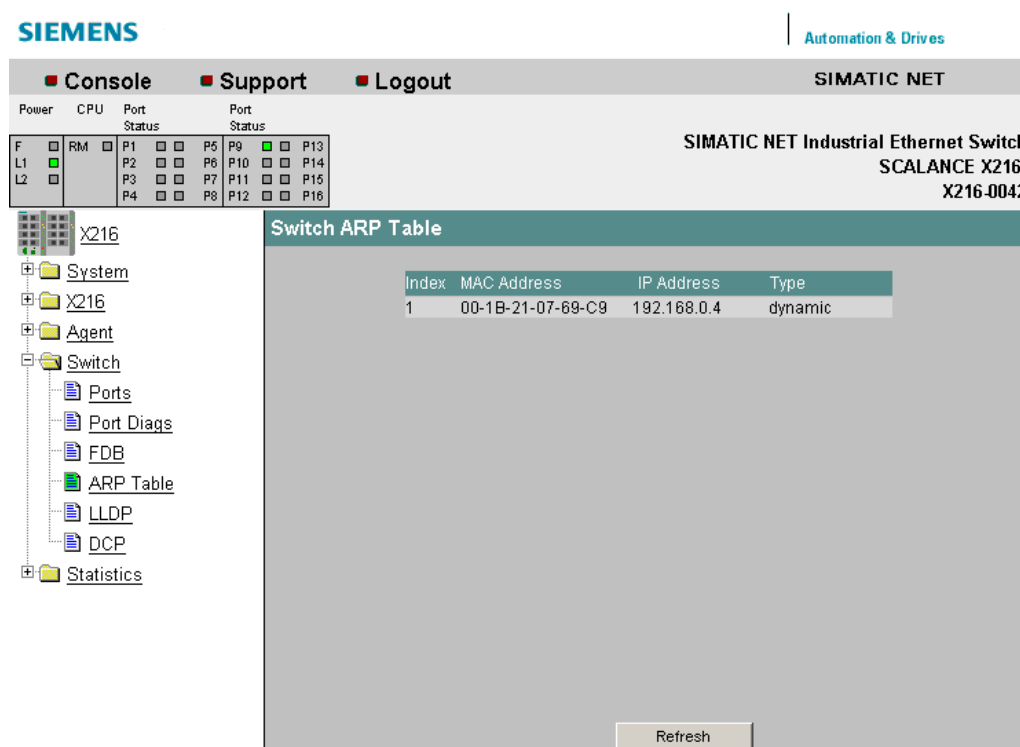 SIEMENS
Automation & Drives
Console Support Logout SIMATIC NET
Power CPU Port Status Port Status
F RM P1 P5 P9 P13
L1 P2 P6 P10 P14
L2 P3 P7 P11 P15
P4 P8 P12 P16
SIMATIC NET Industrial Ethernet Switch
SCALANCE X216
X216-0042
X216
System
X216
Agent
Switch
Ports
Port Diags
FDB
ARP Table
LLDP
DCP
Statistics
Switch ARP Table
Index MAC Address IP Address Type
1 00-1B-21-07-69-C9 192.168.0.4 dynamic
Refresh